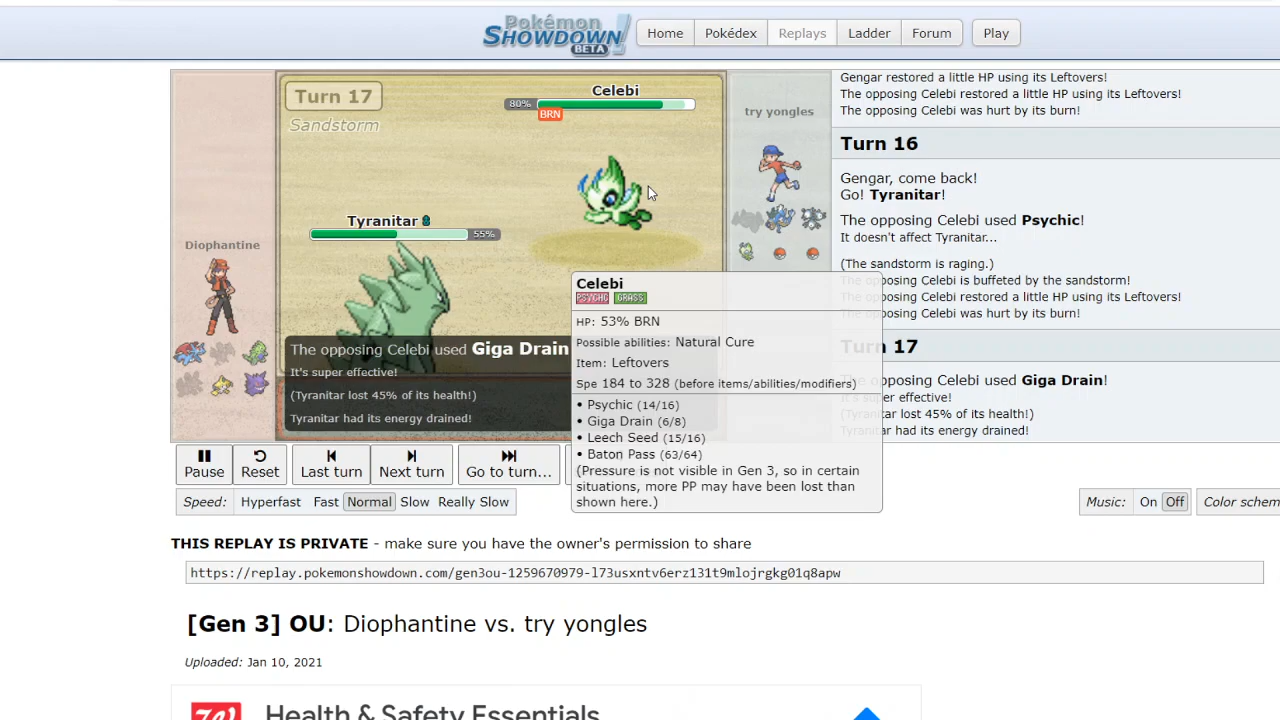 Pokémon
SHOWDOWN!
BETA
Home
Pokédex
Replays
Ladder
Forum
Play
Turn 17
Sandstorm
Celebi
80%
BRN
Tyranitar
55%
Diophantine
try yongles
The opposing Celebi used Giga Drain
It's super effective!
(Tyranitar lost 45% of its health!)
Tyranitar had its energy drained!
Celebi
PSYCHC GRASS
HP: 53% BRN
Possible abilities: Natural Cure
Item: Leftovers
Spe 184 to 328 (before items/abilities/modifiers)
• Psychic (14/16)
• Giga Drain (6/8)
• Leech Seed (15/16)
• Baton Pass (63/64)
(Pressure is not visible in Gen 3, so in certain
situations, more PP may have been lost than
shown here.)
Gengar restored a little HP using its Leftovers!
The opposing Celebi restored a little HP using its Leftovers!
The opposing Celebi was hurt by its burn!
Turn 16
Gengar, come back!
Go! Tyranitar!
The opposing Celebi used Psychic!
It doesn't affect Tyranitar...
(The sandstorm is raging.)
The opposing Celebi is buffeted by the sandstorm!
The opposing Celebi restored a little HP using its Leftovers!
The opposing Celebi was hurt by its burn!
Turn 17
The opposing Celebi used Giga Drain!
It's super effective!
(Tyranitar lost 45% of its health!)
Tyranitar had its energy drained!
Pause
Reset
Last turn
Next turn
Go to turn...
Speed:
Hyperfast
Fast
Normal
Slow
Really Slow
Music:
On
Off
Color schem
THIS REPLAY IS PRIVATE - make sure you have the owner's permission to share
https://replay.pokemonshowdown.com/gen3ou-1259670979-l73usxntv6erz131t9mlojrgkg01q8apw
[Gen 3] OU: Diophantine vs. try yongles
Uploaded: Jan 10, 2021
Health & Safety Essentials